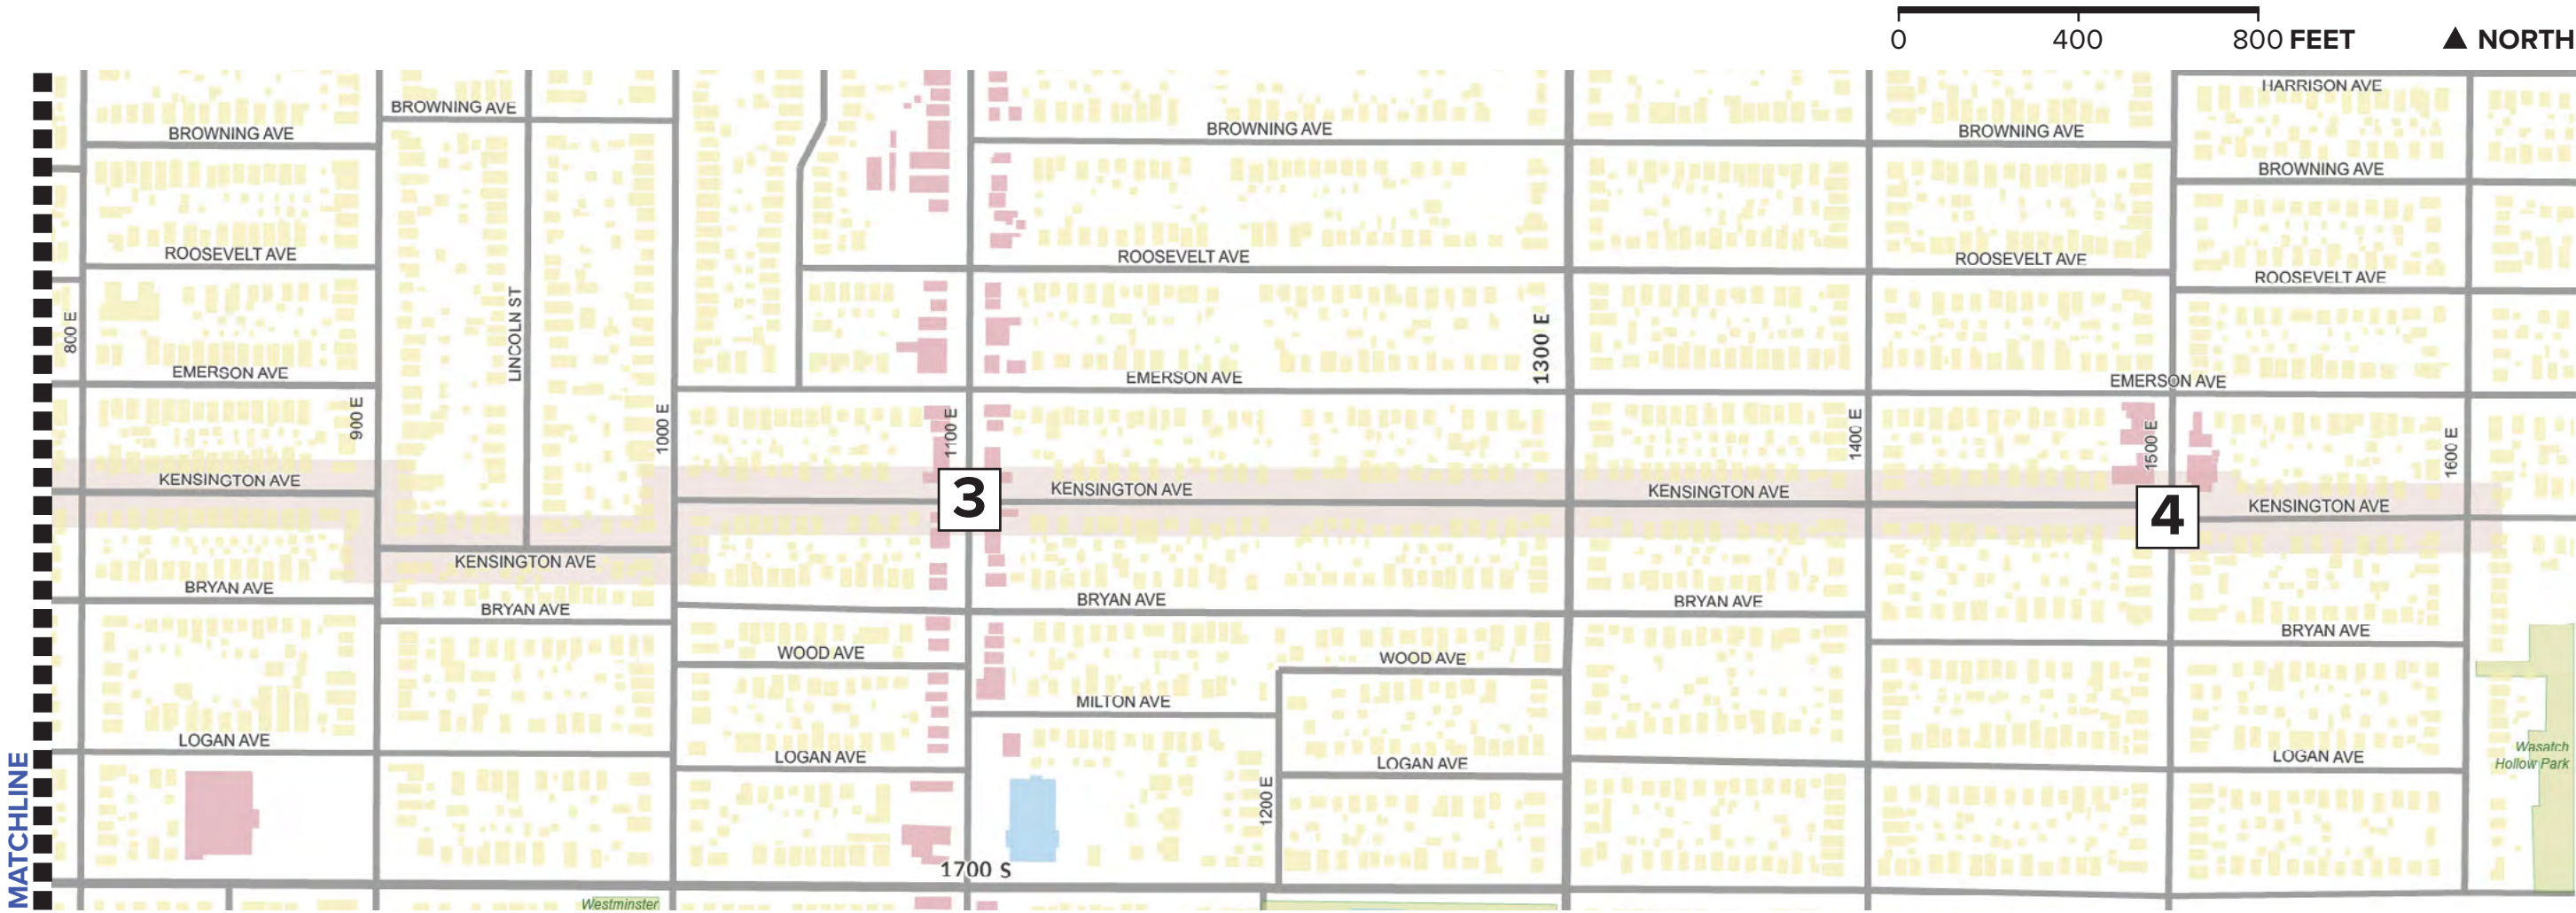 0 400 800 FEET ▲ NORTH
HARRISON AVE
BROWNING AVE
BROWNING AVE
BROWNING AVE
BROWNING AVE
BROWNING AVE
ROOSEVELT AVE
ROOSEVELT AVE
ROOSEVELT AVE
ROOSEVELT AVE
800 E
LINCOLN ST
1300 E
EMERSON AVE
EMERSON AVE
EMERSON AVE
900 E
1000 E
1100 E
1400 E
1500 E
1600 E
KENSINGTON AVE
3
KENSINGTON AVE
KENSINGTON AVE
4
KENSINGTON AVE
KENSINGTON AVE
BRYAN AVE
BRYAN AVE
BRYAN AVE
BRYAN AVE
BRYAN AVE
WOOD AVE
WOOD AVE
MILTON AVE
LOGAN AVE
LOGAN AVE
LOGAN AVE
LOGAN AVE
Wasatch
Hollow Park
1200 E
MATCHLINE
1700 S
Westminster